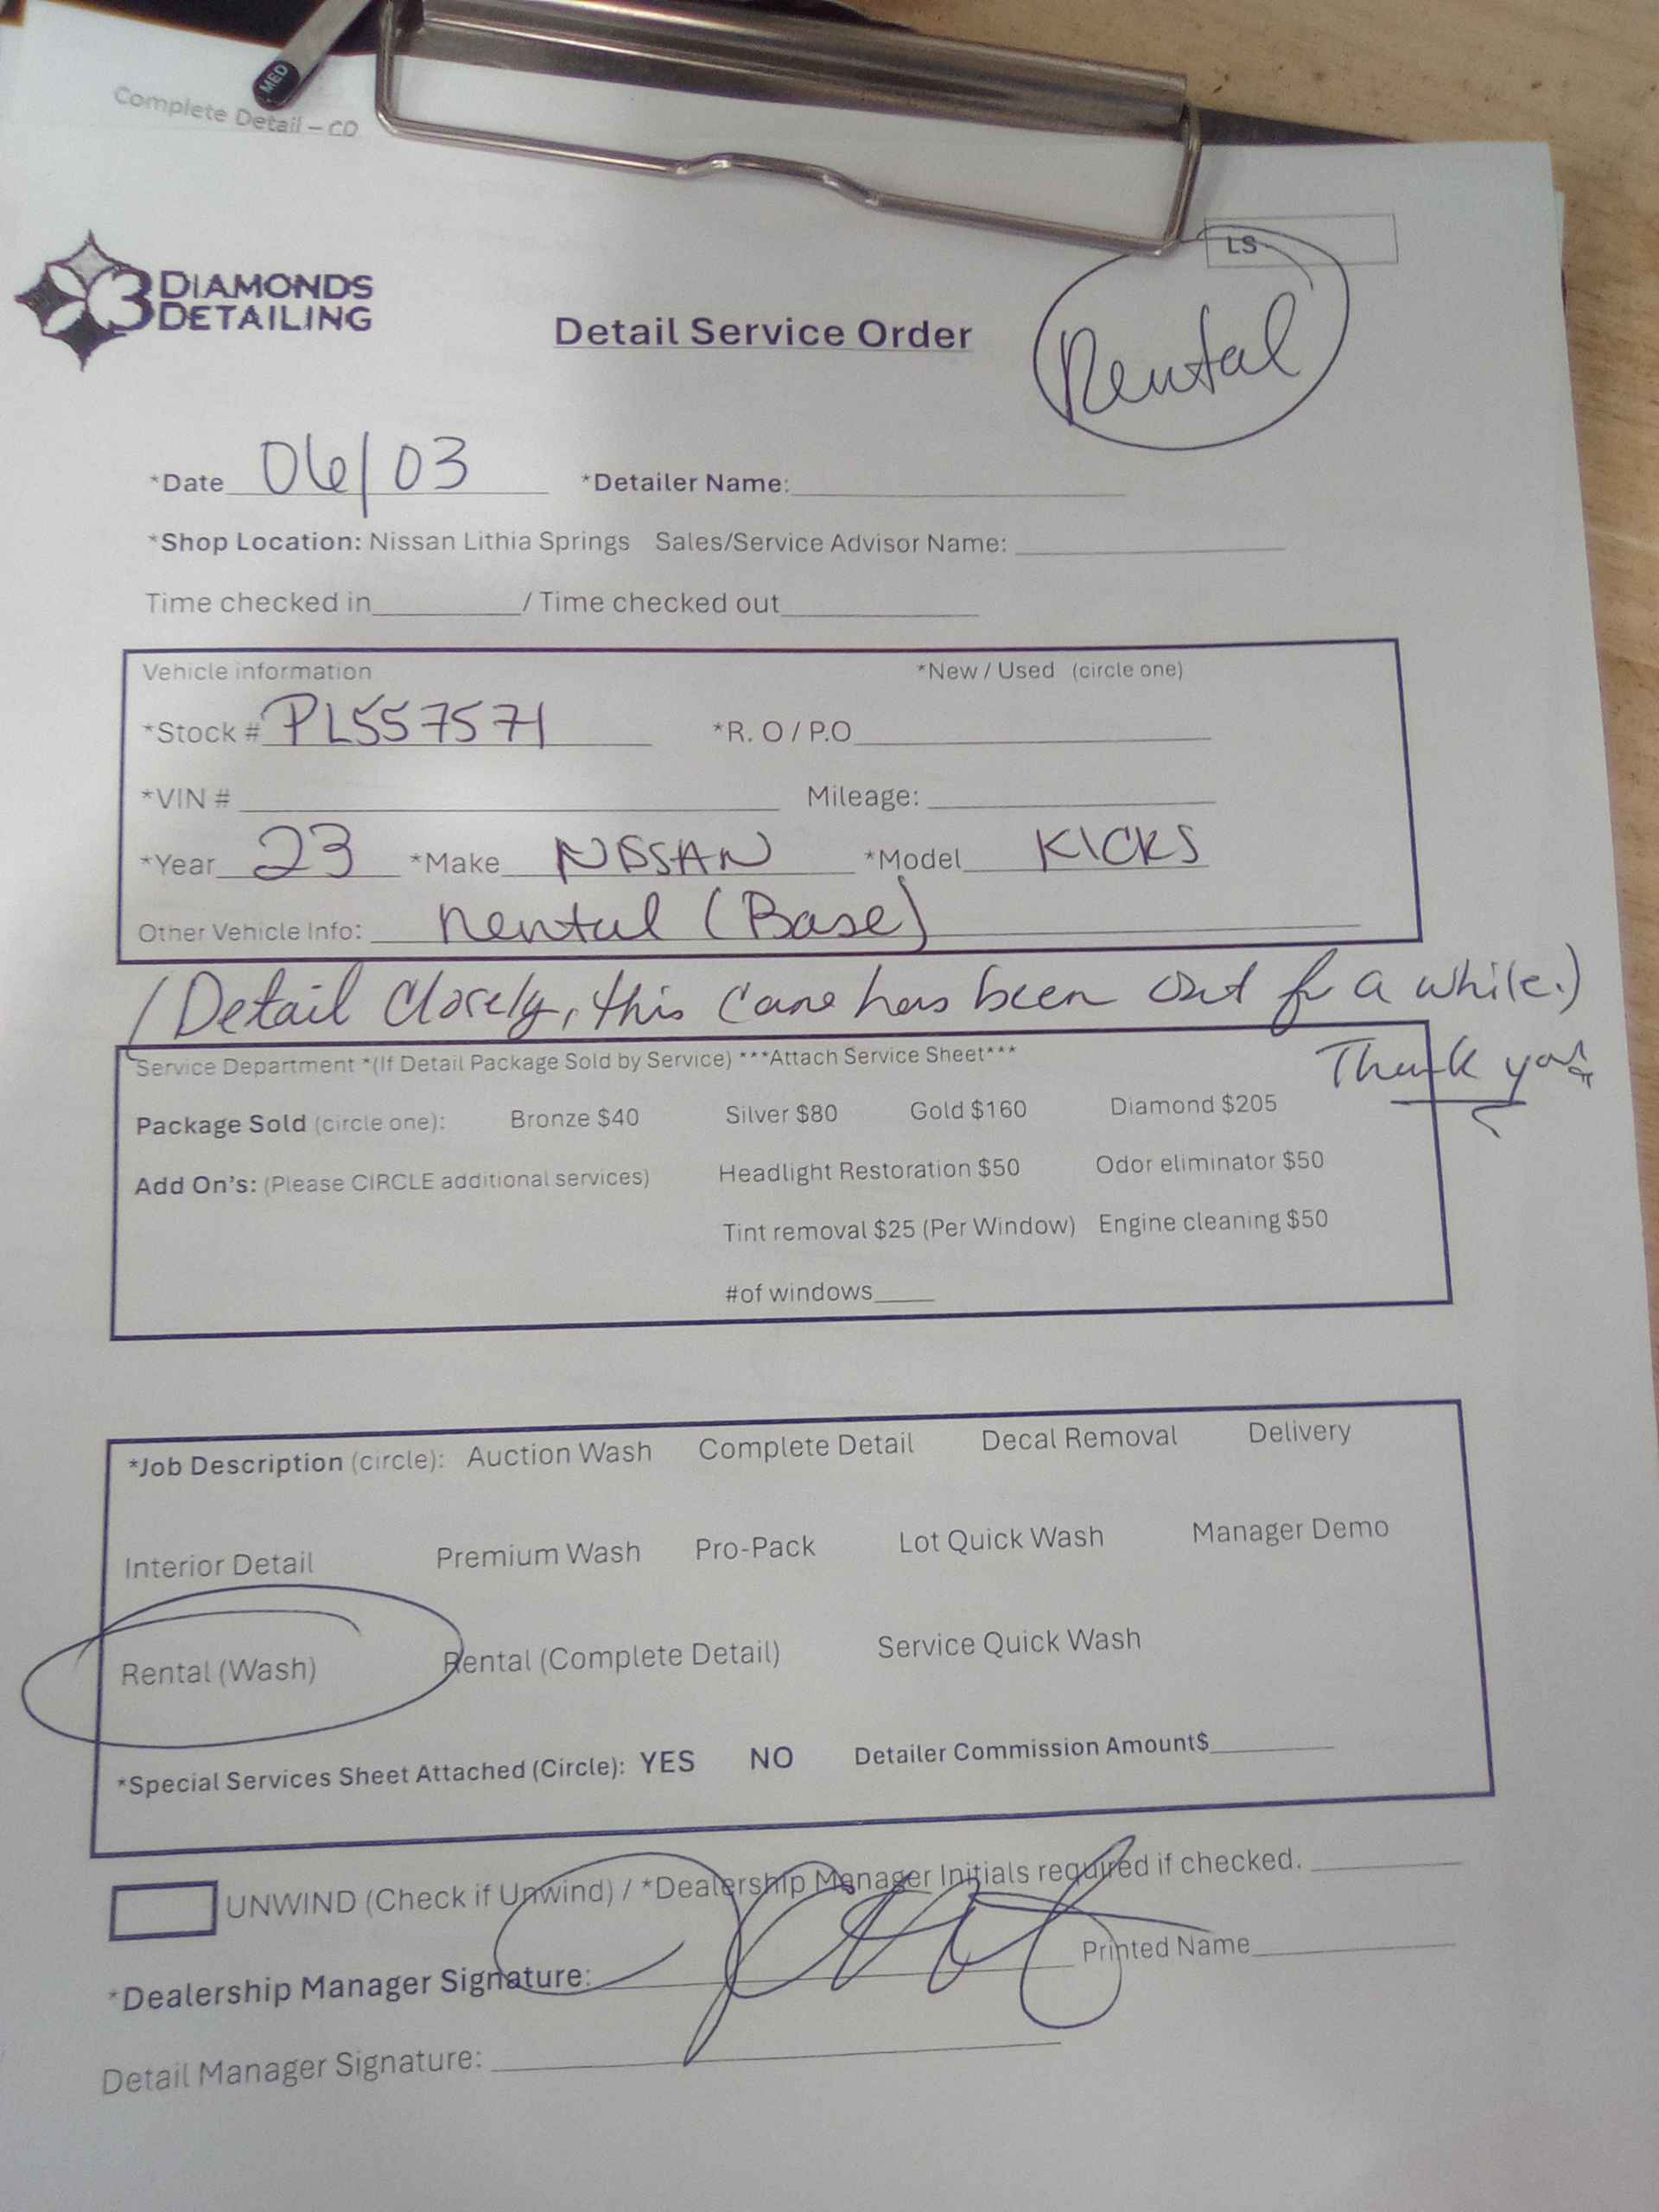 MED
Complete Detail – CD
LS-
3 DIAMONDS
DETAILING
Detail Service Order
Rental
*Date 06/03 *Detailer Name:
*Shop Location: Nissan Lithia Springs Sales/Service Advisor Name:
Time checked in / Time checked out
Vehicle information *New / Used (circle one)
*Stock # PL557571 *R. O / P.O
*VIN # Mileage:
*Year 23 *Make NISSAN *Model KICKS
Other Vehicle Info: Rental (Base)
(Detail Closely, this Care has been out for a while.)
Thank you
Service Department *(If Detail Package Sold by Service) ***Attach Service Sheet***
Package Sold (circle one): Bronze $40 Silver $80 Gold $160 Diamond $205
Add On's: (Please CIRCLE additional services) Headlight Restoration $50 Odor eliminator $50
Tint removal $25 (Per Window) Engine cleaning $50
#of windows
*Job Description (circle): Auction Wash Complete Detail Decal Removal Delivery
Interior Detail Premium Wash Pro-Pack Lot Quick Wash Manager Demo
Rental (Wash) Rental (Complete Detail) Service Quick Wash
*Special Services Sheet Attached (Circle): YES NO Detailer Commission Amount$
UNWIND (Check if Unwind) / *Dealership Manager Initials required if checked.
*Dealership Manager Signature: Printed Name
Detail Manager Signature: